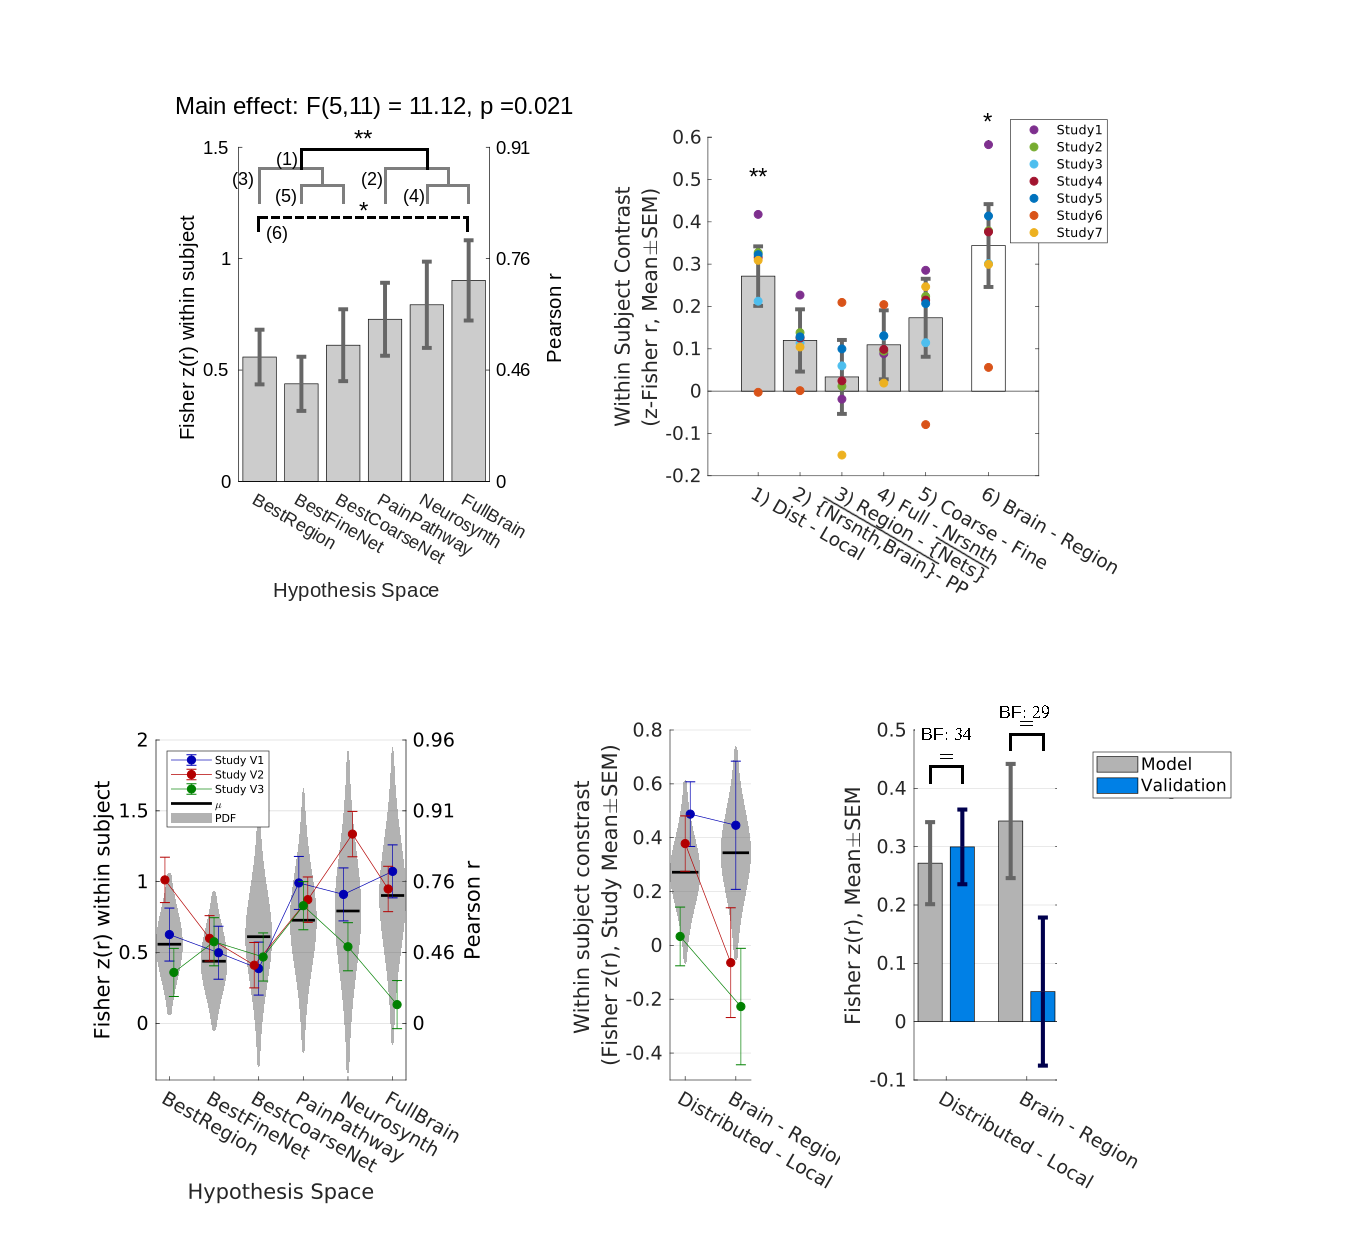 Main effect: F(5,11) = 11.12, p =0.021
**
(1)
(3)
(2)
(5)
(4)
*
(6)
1.5
1
0.5
0
0.91
0.76
0.46
0
Fisher z(r) within subject
Pearson r
BestRegion
BestFineNet
BestCoarseNet
PainPathway
Neurosynth
FullBrain
Hypothesis Space
0.6
0.5
0.4
0.3
0.2
0.1
0
-0.1
-0.2
Within Subject Contrast
(z-Fisher r, Mean±SEM)
**
*
Study1
Study2
Study3
Study4
Study5
Study6
Study7
1) Dist - Local
2) {Nrsnth,Brain}- PP
3) Region - {Nets}
4) Full - Nrsnth
5) Coarse - Fine
6) Brain - Region
2
1.5
1
0.5
0
0.96
0.91
0.76
0.46
0
Fisher z(r) within subject
Pearson r
Study V1
Study V2
Study V3
μ
PDF
BestRegion
BestFineNet
BestCoarseNet
PainPathway
Neurosynth
FullBrain
Hypothesis Space
0.8
0.6
0.4
0.2
0
-0.2
-0.4
Within subject constrast
(Fisher z(r), Study Mean±SEM)
Distributed - Local
Brain - Region
0.5
0.4
0.3
0.2
0.1
0
-0.1
Fisher z(r), Mean±SEM
BF: 34
=
BF: 29
=
Model
Validation
Distributed - Local
Brain - Region